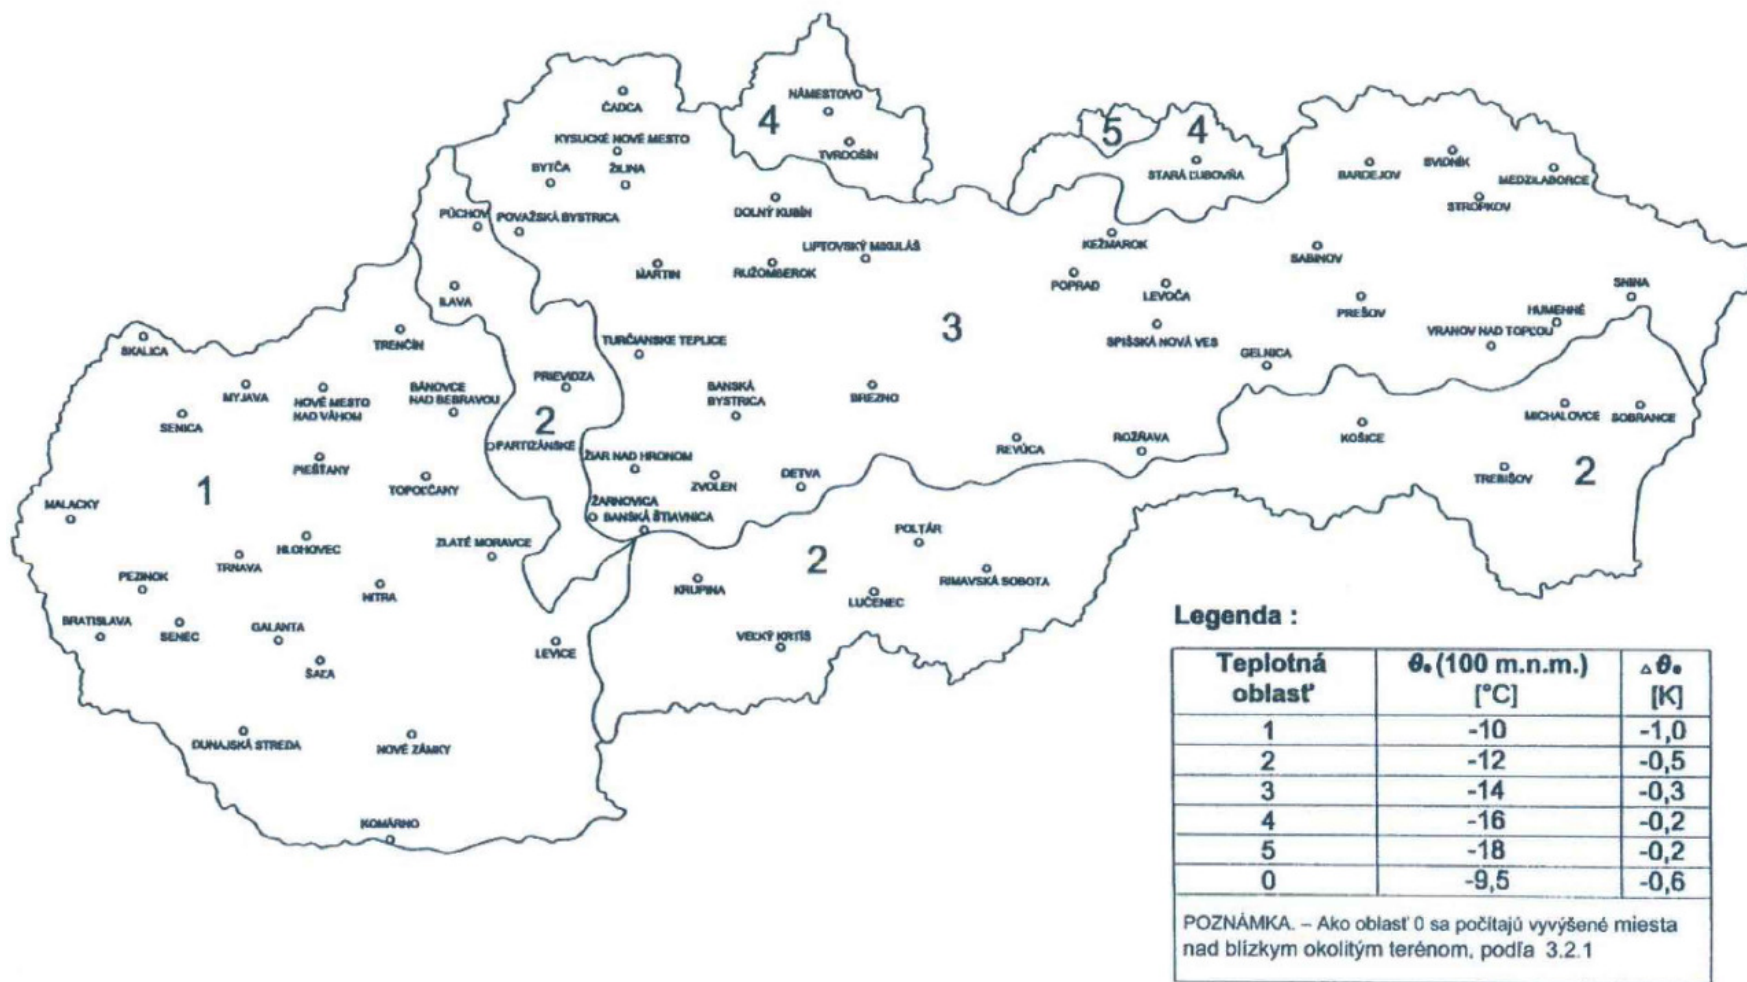 NÁMESTOVO
ČADCA
4
5
4
KYSUCKÉ NOVÉ MESTO
TVRDOŠÍN
SVIDNÍK
BYTČA
ŽILINA
STARÁ ĽUBOVŇA
BARDEJOV
MEDZILABORCE
DOLNÝ KUBÍN
STROPKOV
PÚCHOV
POVAŽSKÁ BYSTRICA
KEŽMAROK
LIPTOVSKÝ MIKULÁŠ
SABINOV
MARTIN
RUŽOMBEROK
POPRAD
LEVOČA
SNINA
ILAVA
PREŠOV
HUMENNÉ
3
VRANOV NAD TOPĽOU
SKALICA
TRENČÍN
TURČIANSKE TEPLICE
SPIŠSKÁ NOVÁ VES
GELNICA
PRIEVIDZA
MYJAVA
NOVÉ MESTO
NAD VÁHOM
BÁNOVCE
NAD BEBRAVOU
BANSKÁ
BYSTRICA
BREZNO
MICHALOVCE
SOBRANCE
SENICA
2
KOŠICE
PARTIZÁNSKE
REVÚCA
ROŽŇAVA
ŽIAR NAD HRONOM
PIEŠŤANY
1
TOPOĽČANY
ZVOLEN
DETVA
TREBIŠOV
2
MALACKY
ŽARNOVICA
BANSKÁ ŠTIAVNICA
POLTÁR
HLOHOVEC
ZLATÉ MORAVCE
2
TRNAVA
PEZINOK
NITRA
KRUPINA
RIMAVSKÁ SOBOTA
LUČENEC
BRATISLAVA
SENEC
GALANTA
VEĽKÝ KRTÍŠ
LEVICE
ŠAĽA
DUNAJSKÁ STREDA
NOVÉ ZÁMKY
KOMÁRNO
Legenda :
Teplotná oblasť θe (100 m.n.m.) [°C] △θe [K]
1 -10 -1,0
2 -12 -0,5
3 -14 -0,3
4 -16 -0,2
5 -18 -0,2
0 -9,5 -0,6
POZNÁMKA. – Ako oblasť 0 sa počítajú vyvýšené miesta
nad blízkym okolitým terénom, podľa 3.2.1